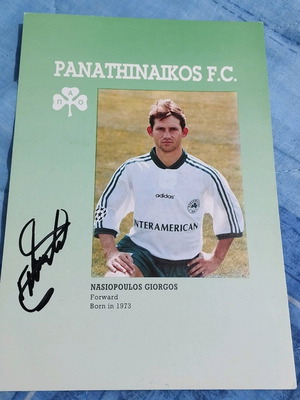 PANATHINAIKOS F.C.
Α
Π Ο
adidas
INTERAMERICAN
NASIOPOULOS GIORGOS
Forward
Born in 1973